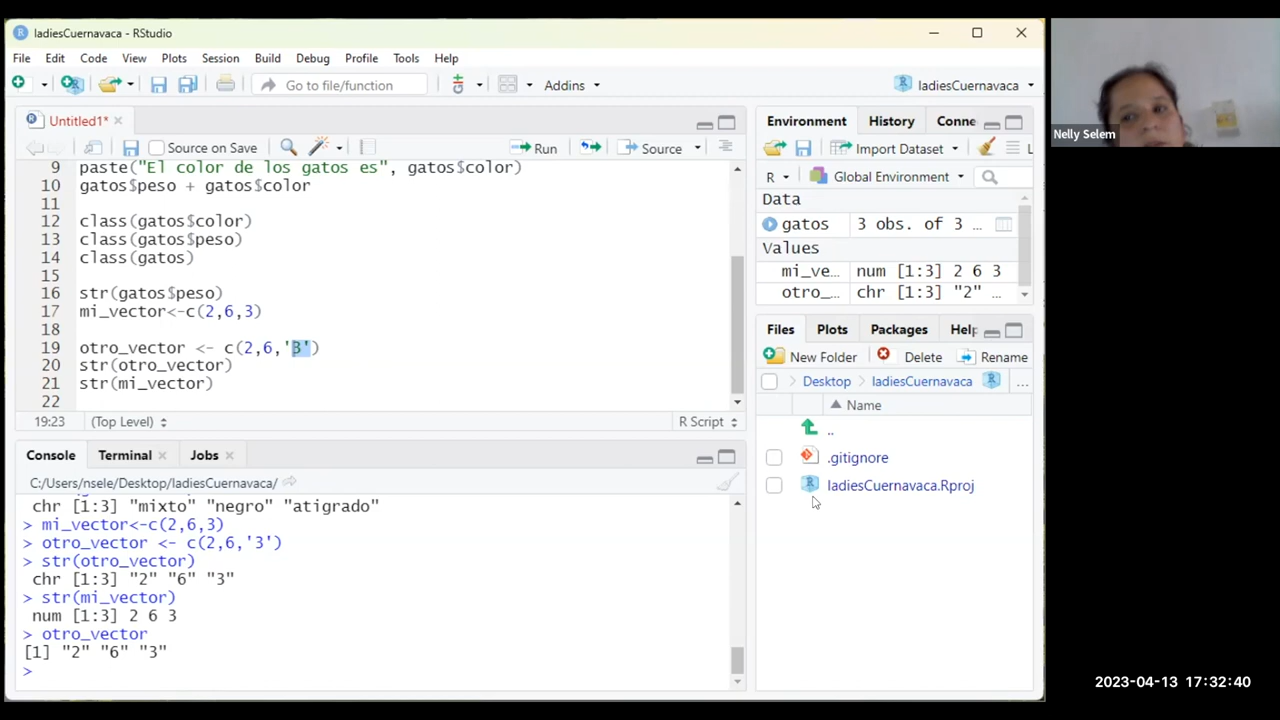 ladiesCuernavaca - RStudio
File Edit Code View Plots Session Build Debug Profile Tools Help
Go to file/function
Addins
ladiesCuernavaca
Untitled1*
Source on Save
Run
Source
9 paste("El color de los gatos es", gatos$color)
10 gatos$peso + gatos$color
11
12 class(gatos$color)
13 class(gatos$peso)
14 class(gatos)
15
16 str(gatos$peso)
17 mi_vector<-c(2,6,3)
18
19 otro_vector <- c(2,6,'3')
20 str(otro_vector)
21 str(mi_vector)
22
19:23 (Top Level) R Script
Console Terminal Jobs
C:/Users/nsele/Desktop/ladiesCuernavaca/
chr [1:3] "mixto" "negro" "atigrado"
> mi_vector<-c(2,6,3)
> otro_vector <- c(2,6,'3')
> str(otro_vector)
chr [1:3] "2" "6" "3"
> str(mi_vector)
num [1:3] 2 6 3
> otro_vector
[1] "2" "6" "3"
>
Environment History Conne
Import Dataset
R Global Environment
Data
gatos 3 obs. of 3 …
Values
mi_ve… num [1:3] 2 6 3
otro_… chr [1:3] "2" …
Files Plots Packages Help
New Folder Delete Rename
Desktop ladiesCuernavaca ...
Name
..
.gitignore
ladiesCuernavaca.Rproj
Nelly Selem
2023-04-13 17:32:40